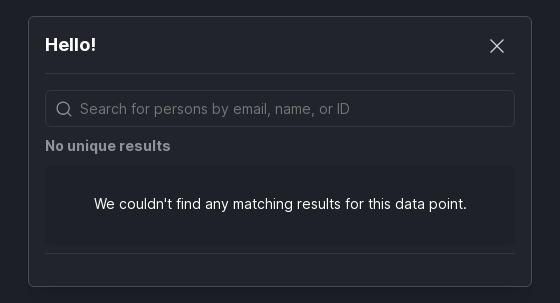 Hello!
Search for persons by email, name, or ID
No unique results
We couldn't find any matching results for this data point.